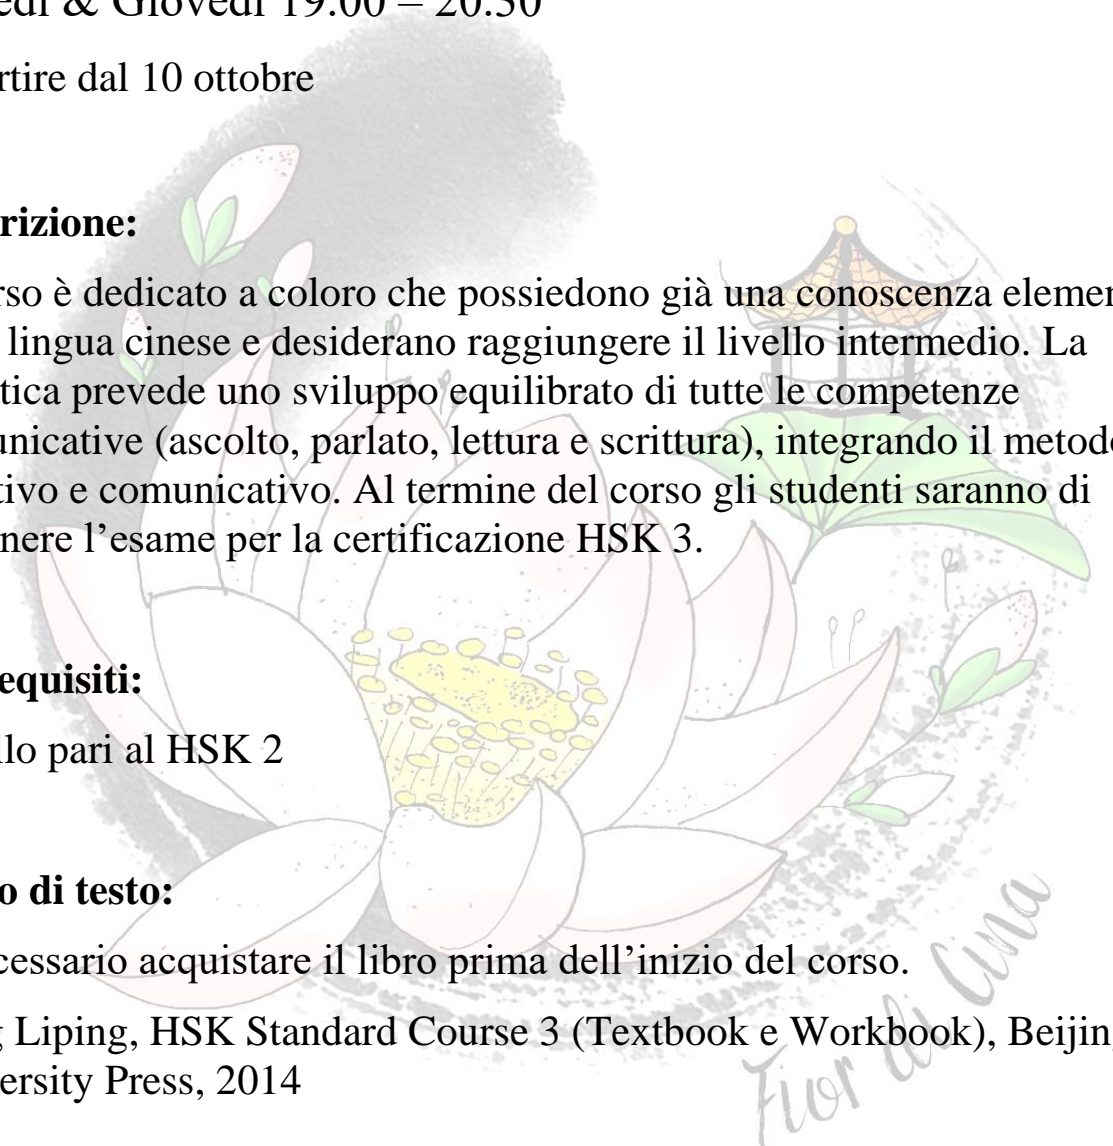 edì & Giovedì 19.00 – 20.30
rtire dal 10 ottobre
rizione:
rso è dedicato a coloro che possiedono già una conoscenza elemen
lingua cinese e desiderano raggiungere il livello intermedio. La
tica prevede uno sviluppo equilibrato di tutte le competenze
unicative (ascolto, parlato, lettura e scrittura), integrando il metodo
tivo e comunicativo. Al termine del corso gli studenti saranno di
nere l’esame per la certificazione HSK 3.
equisiti:
llo pari al HSK 2
o di testo:
cessario acquistare il libro prima dell’inizio del corso.
g Liping, HSK Standard Course 3 (Textbook e Workbook), Beijing
ersity Press, 2014
Fior di Cina